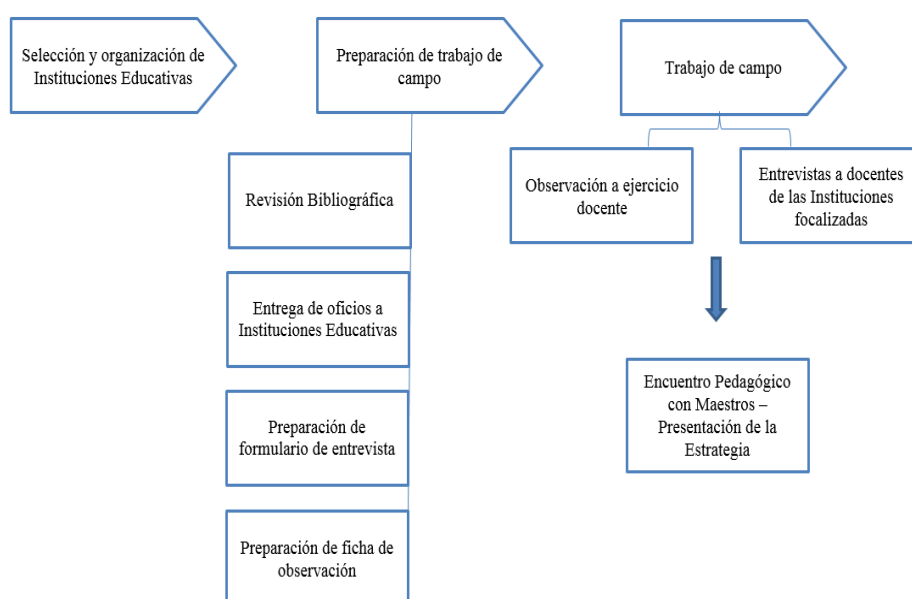 Selección y organización de
Instituciones Educativas
Preparación de trabajo de
campo
Trabajo de campo
Revisión Bibliográfica
Entrega de oficios a
Instituciones Educativas
Preparación de
formulario de entrevista
Preparación de ficha de
observación
Observación a ejercicio
docente
Entrevistas a docentes
de las Instituciones
focalizadas
Encuentro Pedagógico
con Maestros –
Presentación de la
Estrategia